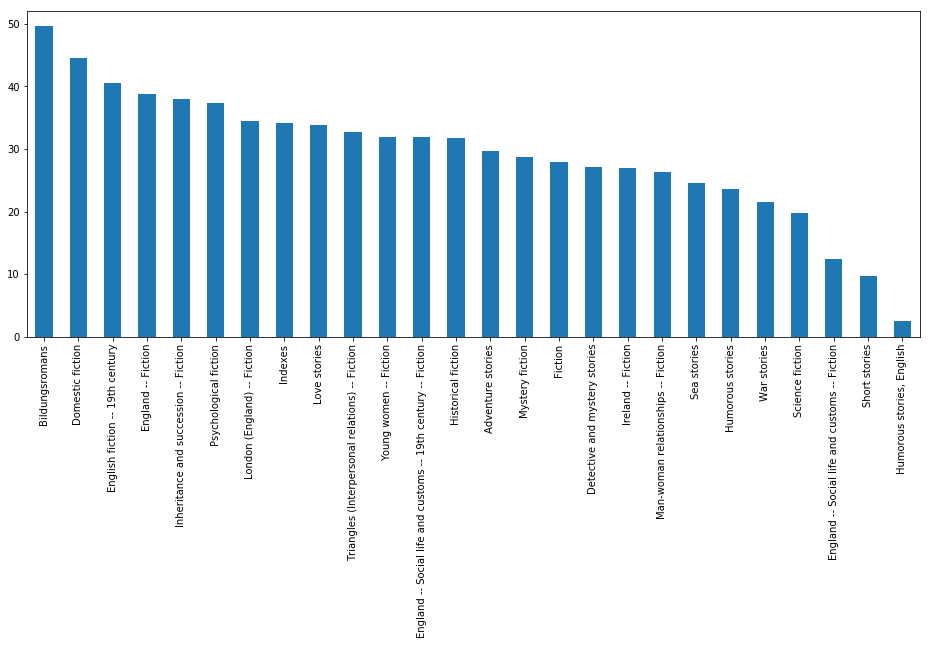 50
40
30
20
10
0
Bildungsromans
Domestic fiction
English fiction -- 19th century
England -- Fiction
Inheritance and succession -- Fiction
Psychological fiction
London (England) -- Fiction
Indexes
Love stories
Triangles (Interpersonal relations) -- Fiction
Young women -- Fiction
England -- Social life and customs -- 19th century -- Fiction
Historical fiction
Adventure stories
Mystery fiction
Fiction
Detective and mystery stories
Ireland -- Fiction
Man-woman relationships -- Fiction
Sea stories
Humorous stories
War stories
Science fiction
England -- Social life and customs -- Fiction
Short stories
Humorous stories, English